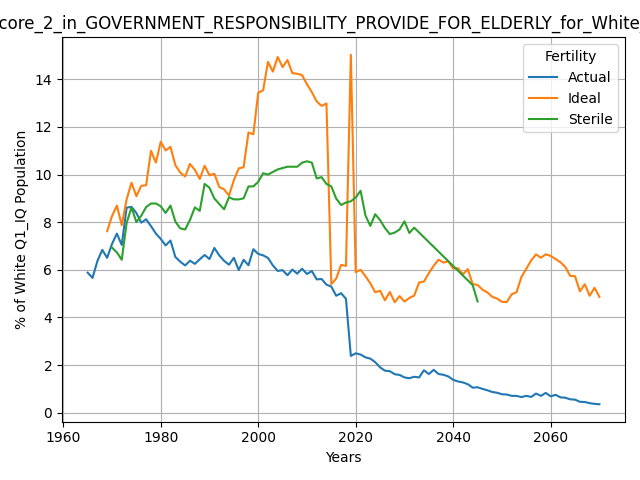 core_2_in_GOVERNMENT_RESPONSIBILITY_PROVIDE_FOR_ELDERLY_for_White_
Fertility
Actual
Ideal
Sterile
% of White Q1_IQ Population
14
12
10
8
6
4
2
0
1960 1980 2000 2020 2040 2060
Years